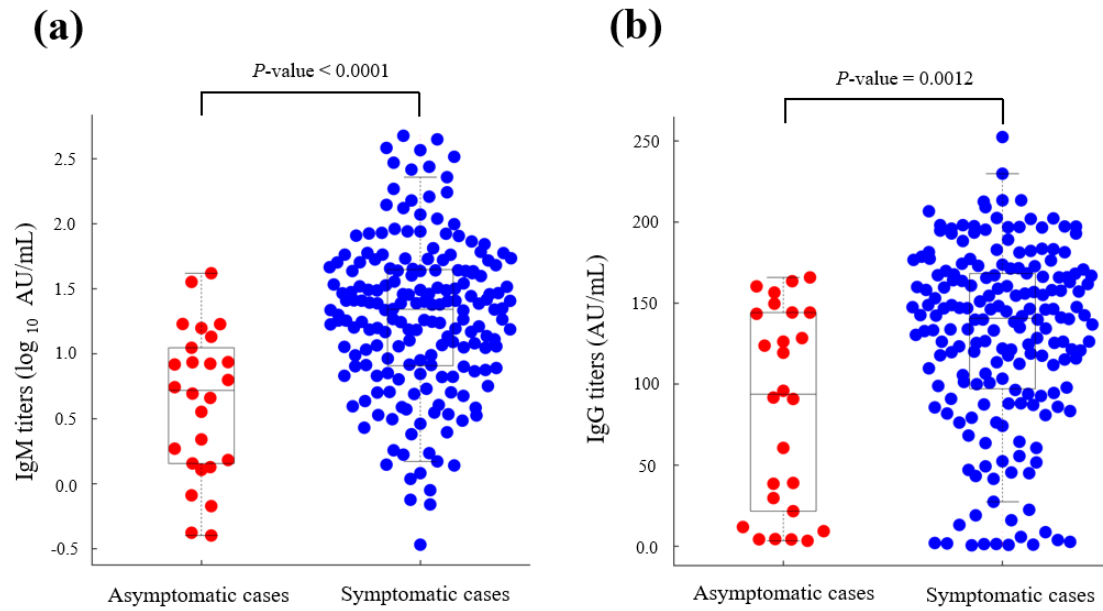 (a)
P-value < 0.0001
IgM titers (log 10 AU/mL)
2.5
2.0
1.5
1.0
0.5
0.0
-0.5
Asymptomatic cases
Symptomatic cases
(b)
P-value = 0.0012
IgG titers (AU/mL)
250
200
150
100
50
0.0
Asymptomatic cases
Symptomatic cases